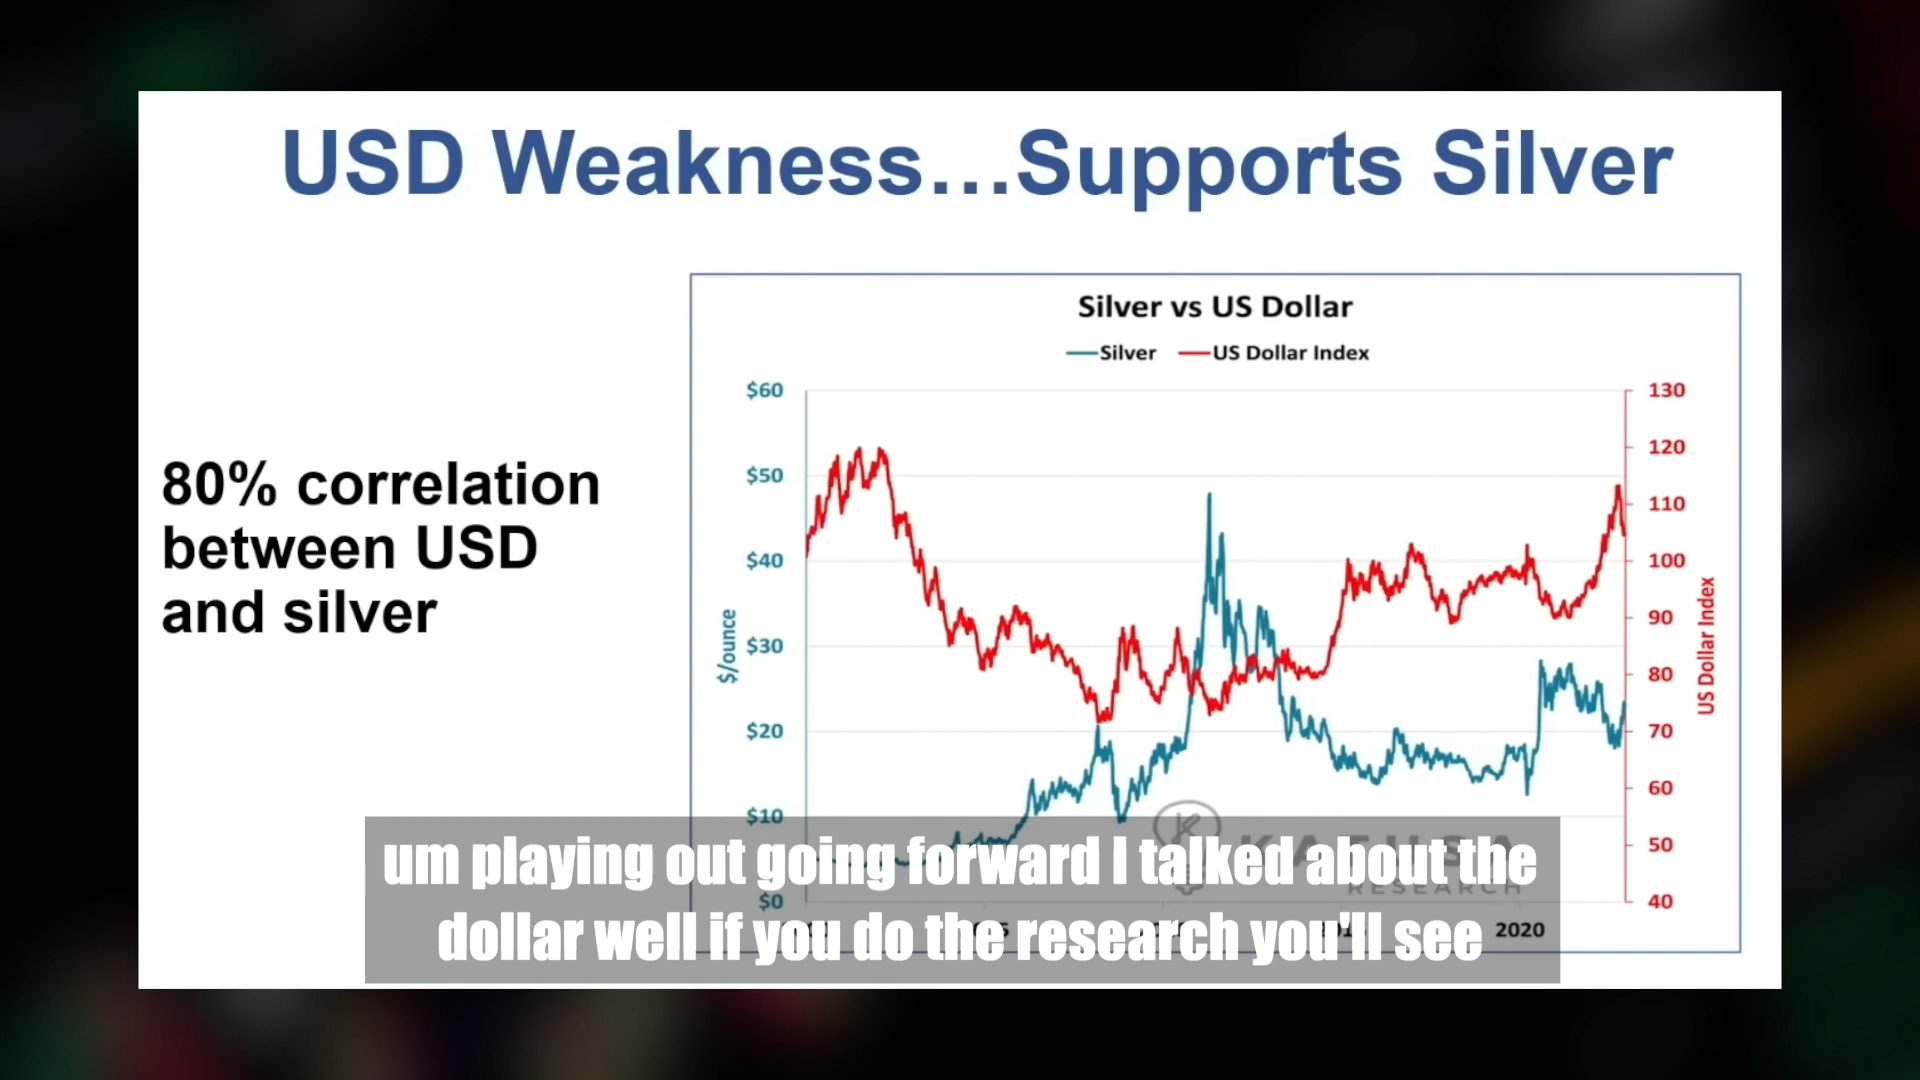 USD Weakness...Supports Silver
80% correlation
between USD
and silver
Silver vs US Dollar
Silver
US Dollar Index
$60
$50
$40
$30
$20
$10
$0
$/ounce
130
120
110
100
90
80
70
60
50
40
US Dollar Index
KATUSA
RESEARCH
2020
um playing out going forward I talked about the
dollar well if you do the research you'll see